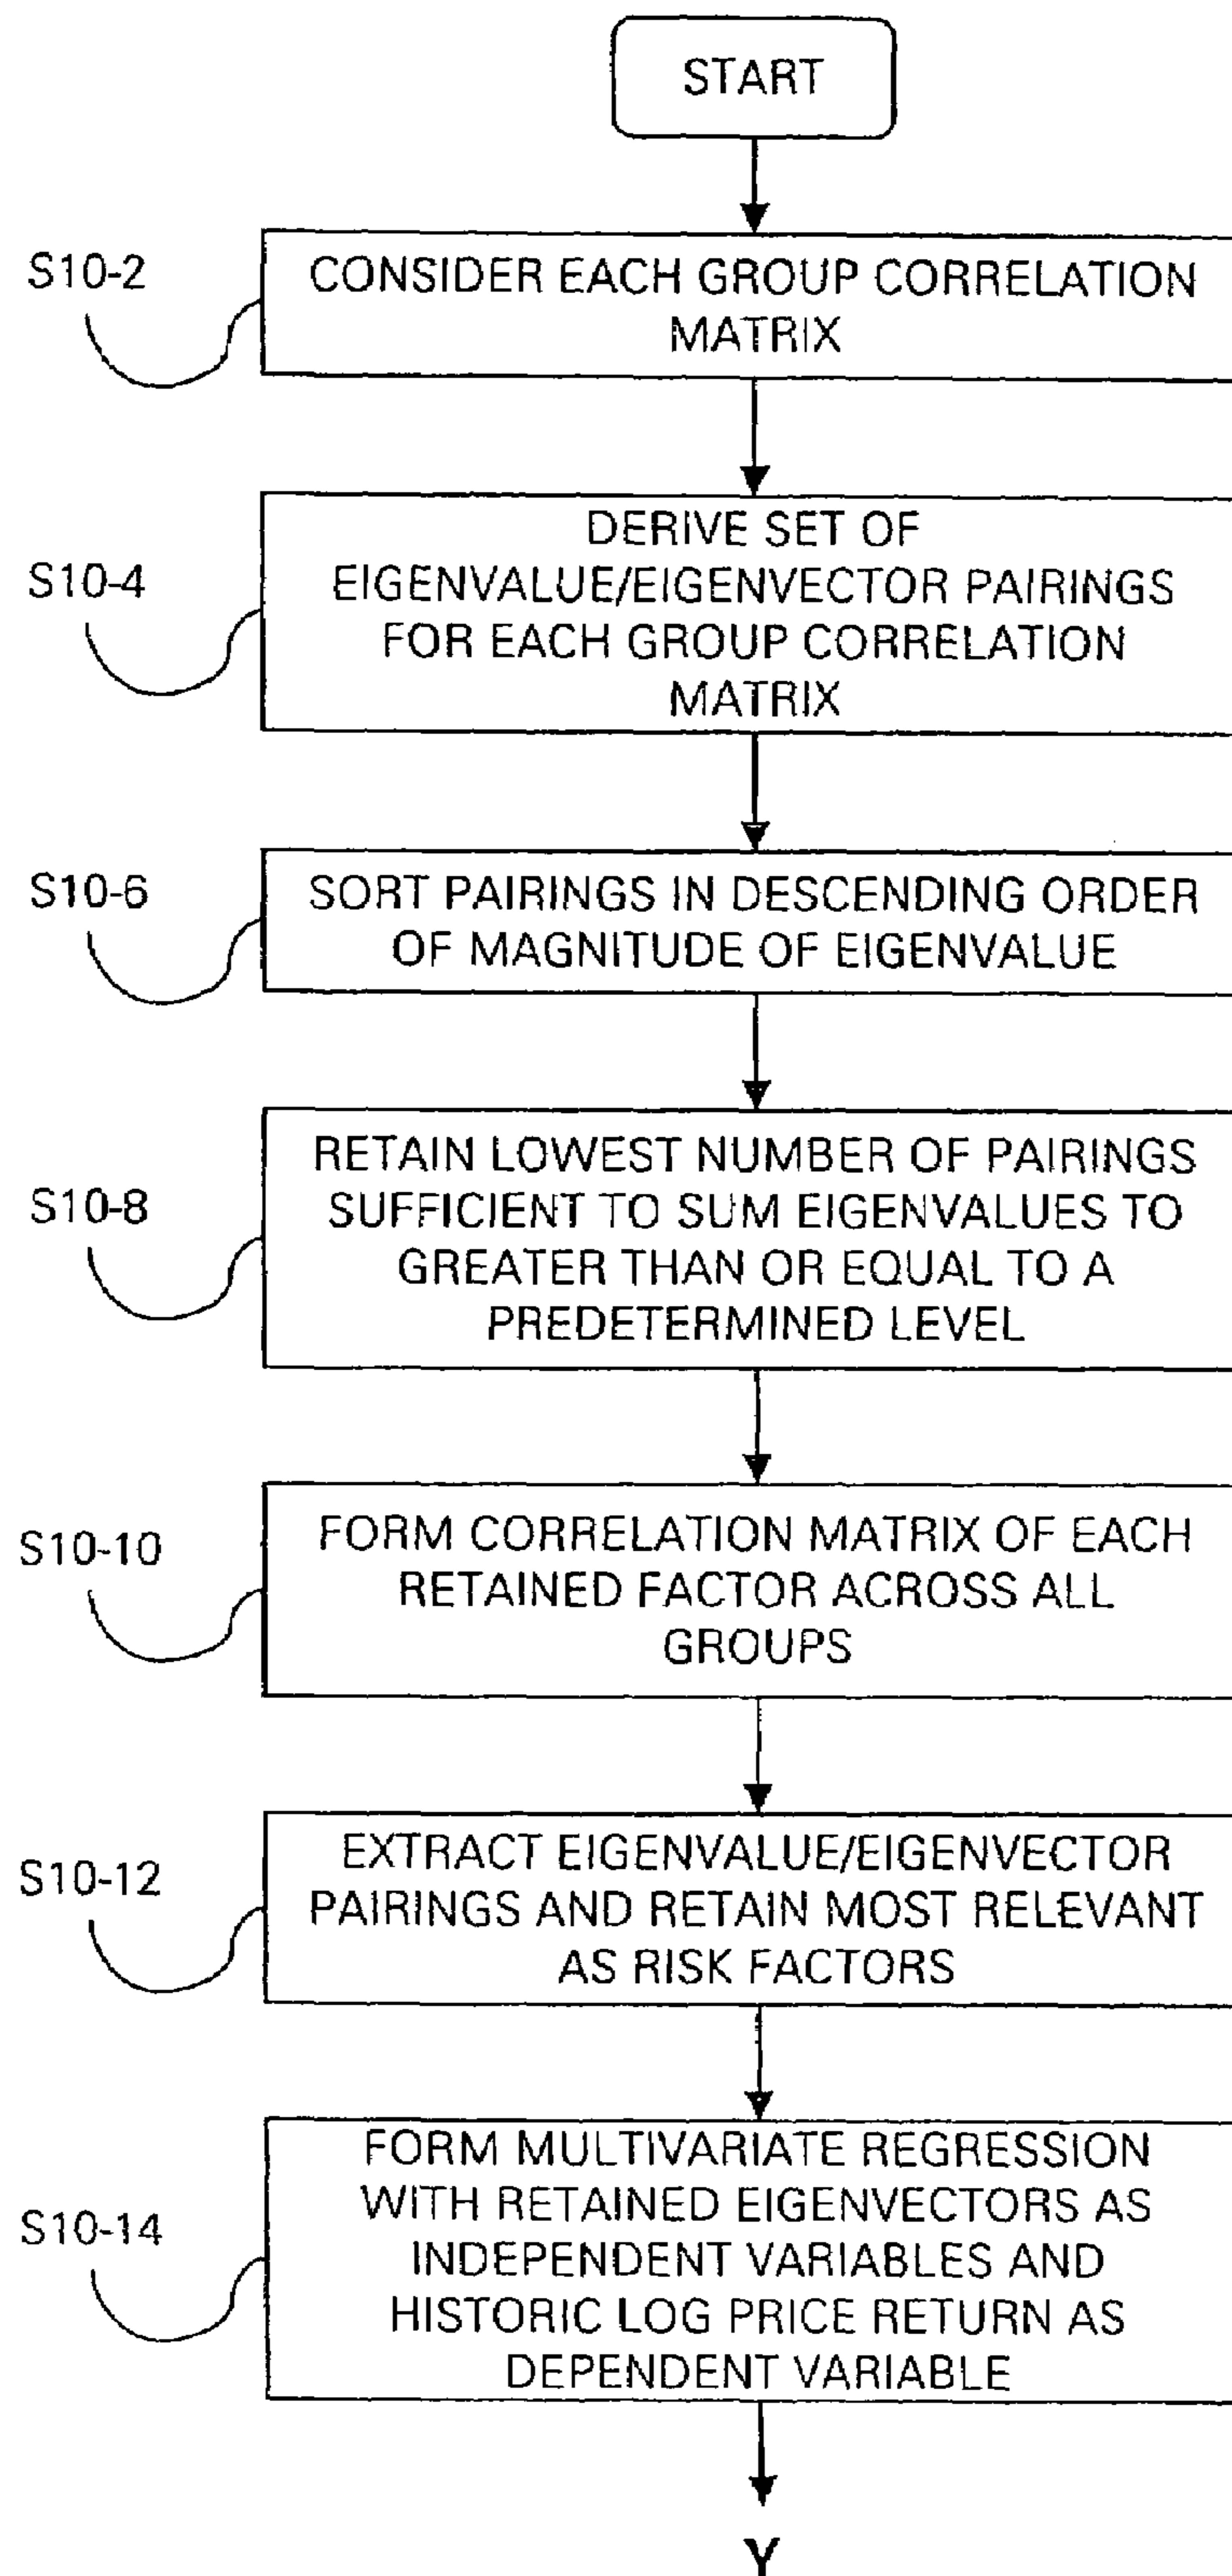 START
S10-2
CONSIDER EACH GROUP CORRELATION
MATRIX
S10-4
DERIVE SET OF
EIGENVALUE/EIGENVECTOR PAIRINGS
FOR EACH GROUP CORRELATION
MATRIX
S10-6
SORT PAIRINGS IN DESCENDING ORDER
OF MAGNITUDE OF EIGENVALUE
S10-8
RETAIN LOWEST NUMBER OF PAIRINGS
SUFFICIENT TO SUM EIGENVALUES TO
GREATER THAN OR EQUAL TO A
PREDETERMINED LEVEL
S10-10
FORM CORRELATION MATRIX OF EACH
RETAINED FACTOR ACROSS ALL
GROUPS
S10-12
EXTRACT EIGENVALUE/EIGENVECTOR
PAIRINGS AND RETAIN MOST RELEVANT
AS RISK FACTORS
S10-14
FORM MULTIVARIATE REGRESSION
WITH RETAINED EIGENVECTORS AS
INDEPENDENT VARIABLES AND
HISTORIC LOG PRICE RETURN AS
DEPENDENT VARIABLE
Y